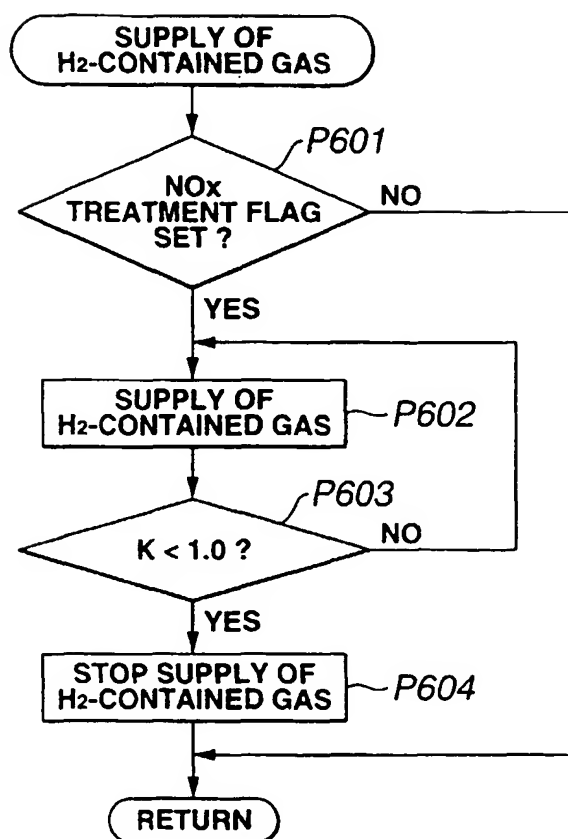 SUPPLY OF
H2-CONTAINED GAS
P601
NOx
TREATMENT FLAG
SET ?
NO
YES
SUPPLY OF
H2-CONTAINED GAS
P602
P603
K < 1.0 ?
NO
YES
STOP SUPPLY OF
H2-CONTAINED GAS
P604
RETURN